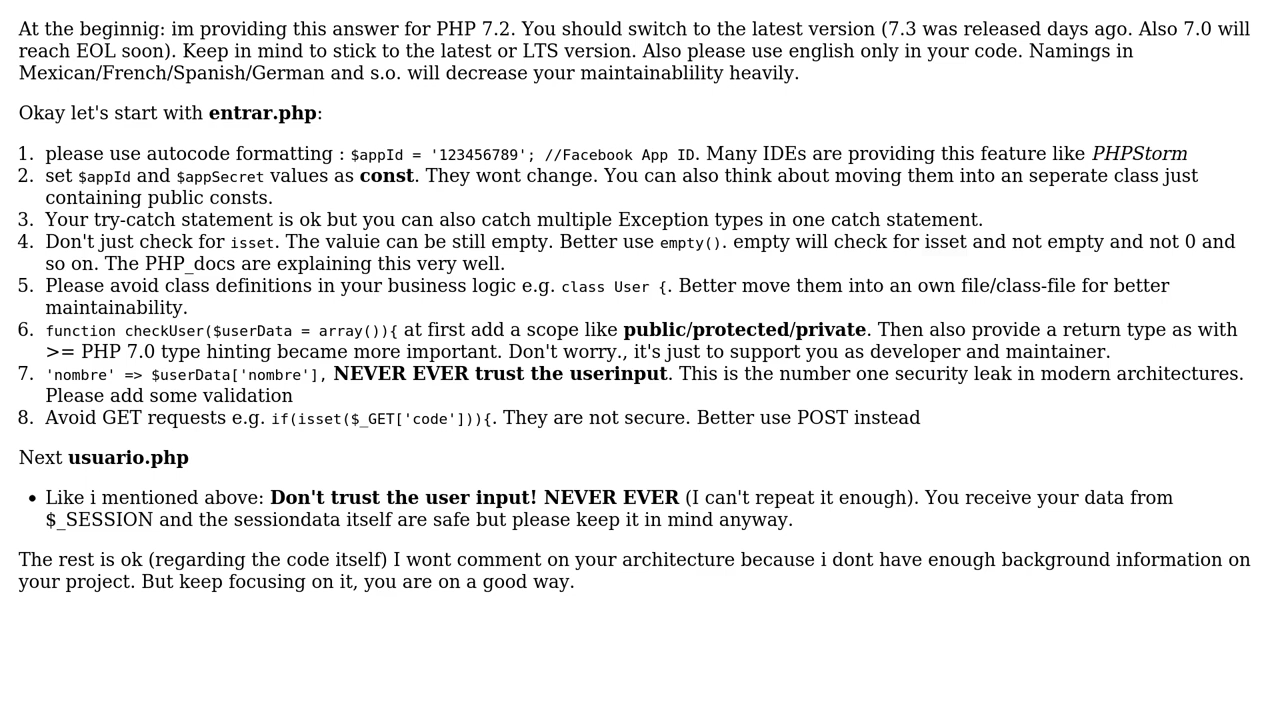 At the beginnig: im providing this answer for PHP 7.2. You should switch to the latest version (7.3 was released days ago. Also 7.0 will
reach EOL soon). Keep in mind to stick to the latest or LTS version. Also please use english only in your code. Namings in
Mexican/French/Spanish/German and s.o. will decrease your maintainablility heavily.
Okay let's start with entrar.php:
1. please use autocode formatting : $appId = '123456789'; //Facebook App ID. Many IDEs are providing this feature like PHPStorm
2. set $appId and $appSecret values as const. They wont change. You can also think about moving them into an seperate class just
containing public consts.
3. Your try-catch statement is ok but you can also catch multiple Exception types in one catch statement.
4. Don't just check for isset. The valuie can be still empty. Better use empty(). empty will check for isset and not empty and not 0 and
so on. The PHP_docs are explaining this very well.
5. Please avoid class definitions in your business logic e.g. class User {. Better move them into an own file/class-file for better
maintainability.
6. function checkUser($userData = array()){ at first add a scope like public/protected/private. Then also provide a return type as with
>= PHP 7.0 type hinting became more important. Don't worry., it's just to support you as developer and maintainer.
7. 'nombre' => $userData['nombre'], NEVER EVER trust the userinput. This is the number one security leak in modern architectures.
Please add some validation
8. Avoid GET requests e.g. if(isset($_GET['code'])){. They are not secure. Better use POST instead
Next usuario.php
• Like i mentioned above: Don't trust the user input! NEVER EVER (I can't repeat it enough). You receive your data from
$_SESSION and the sessiondata itself are safe but please keep it in mind anyway.
The rest is ok (regarding the code itself) I wont comment on your architecture because i dont have enough background information on
your project. But keep focusing on it, you are on a good way.